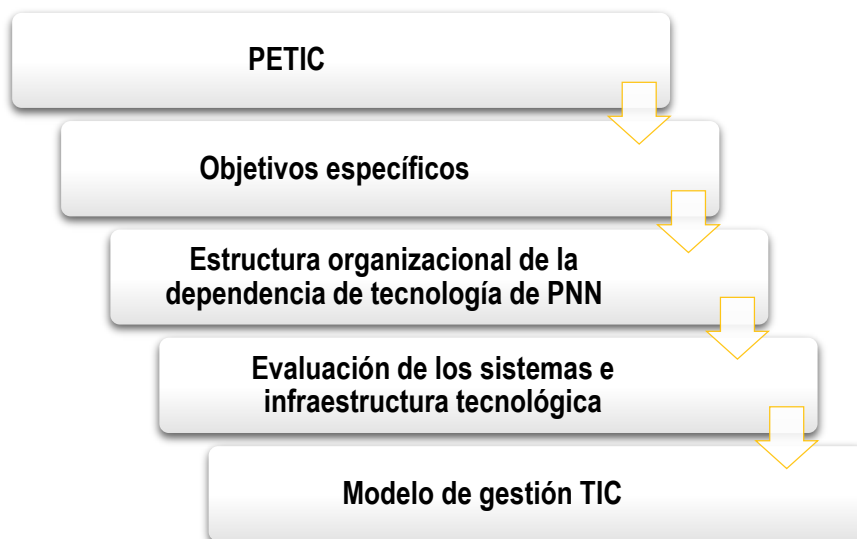 PETIC
Objetivos específicos
Estructura organizacional de la
dependencia de tecnología de PNN
Evaluación de los sistemas e
infraestructura tecnológica
Modelo de gestión TIC